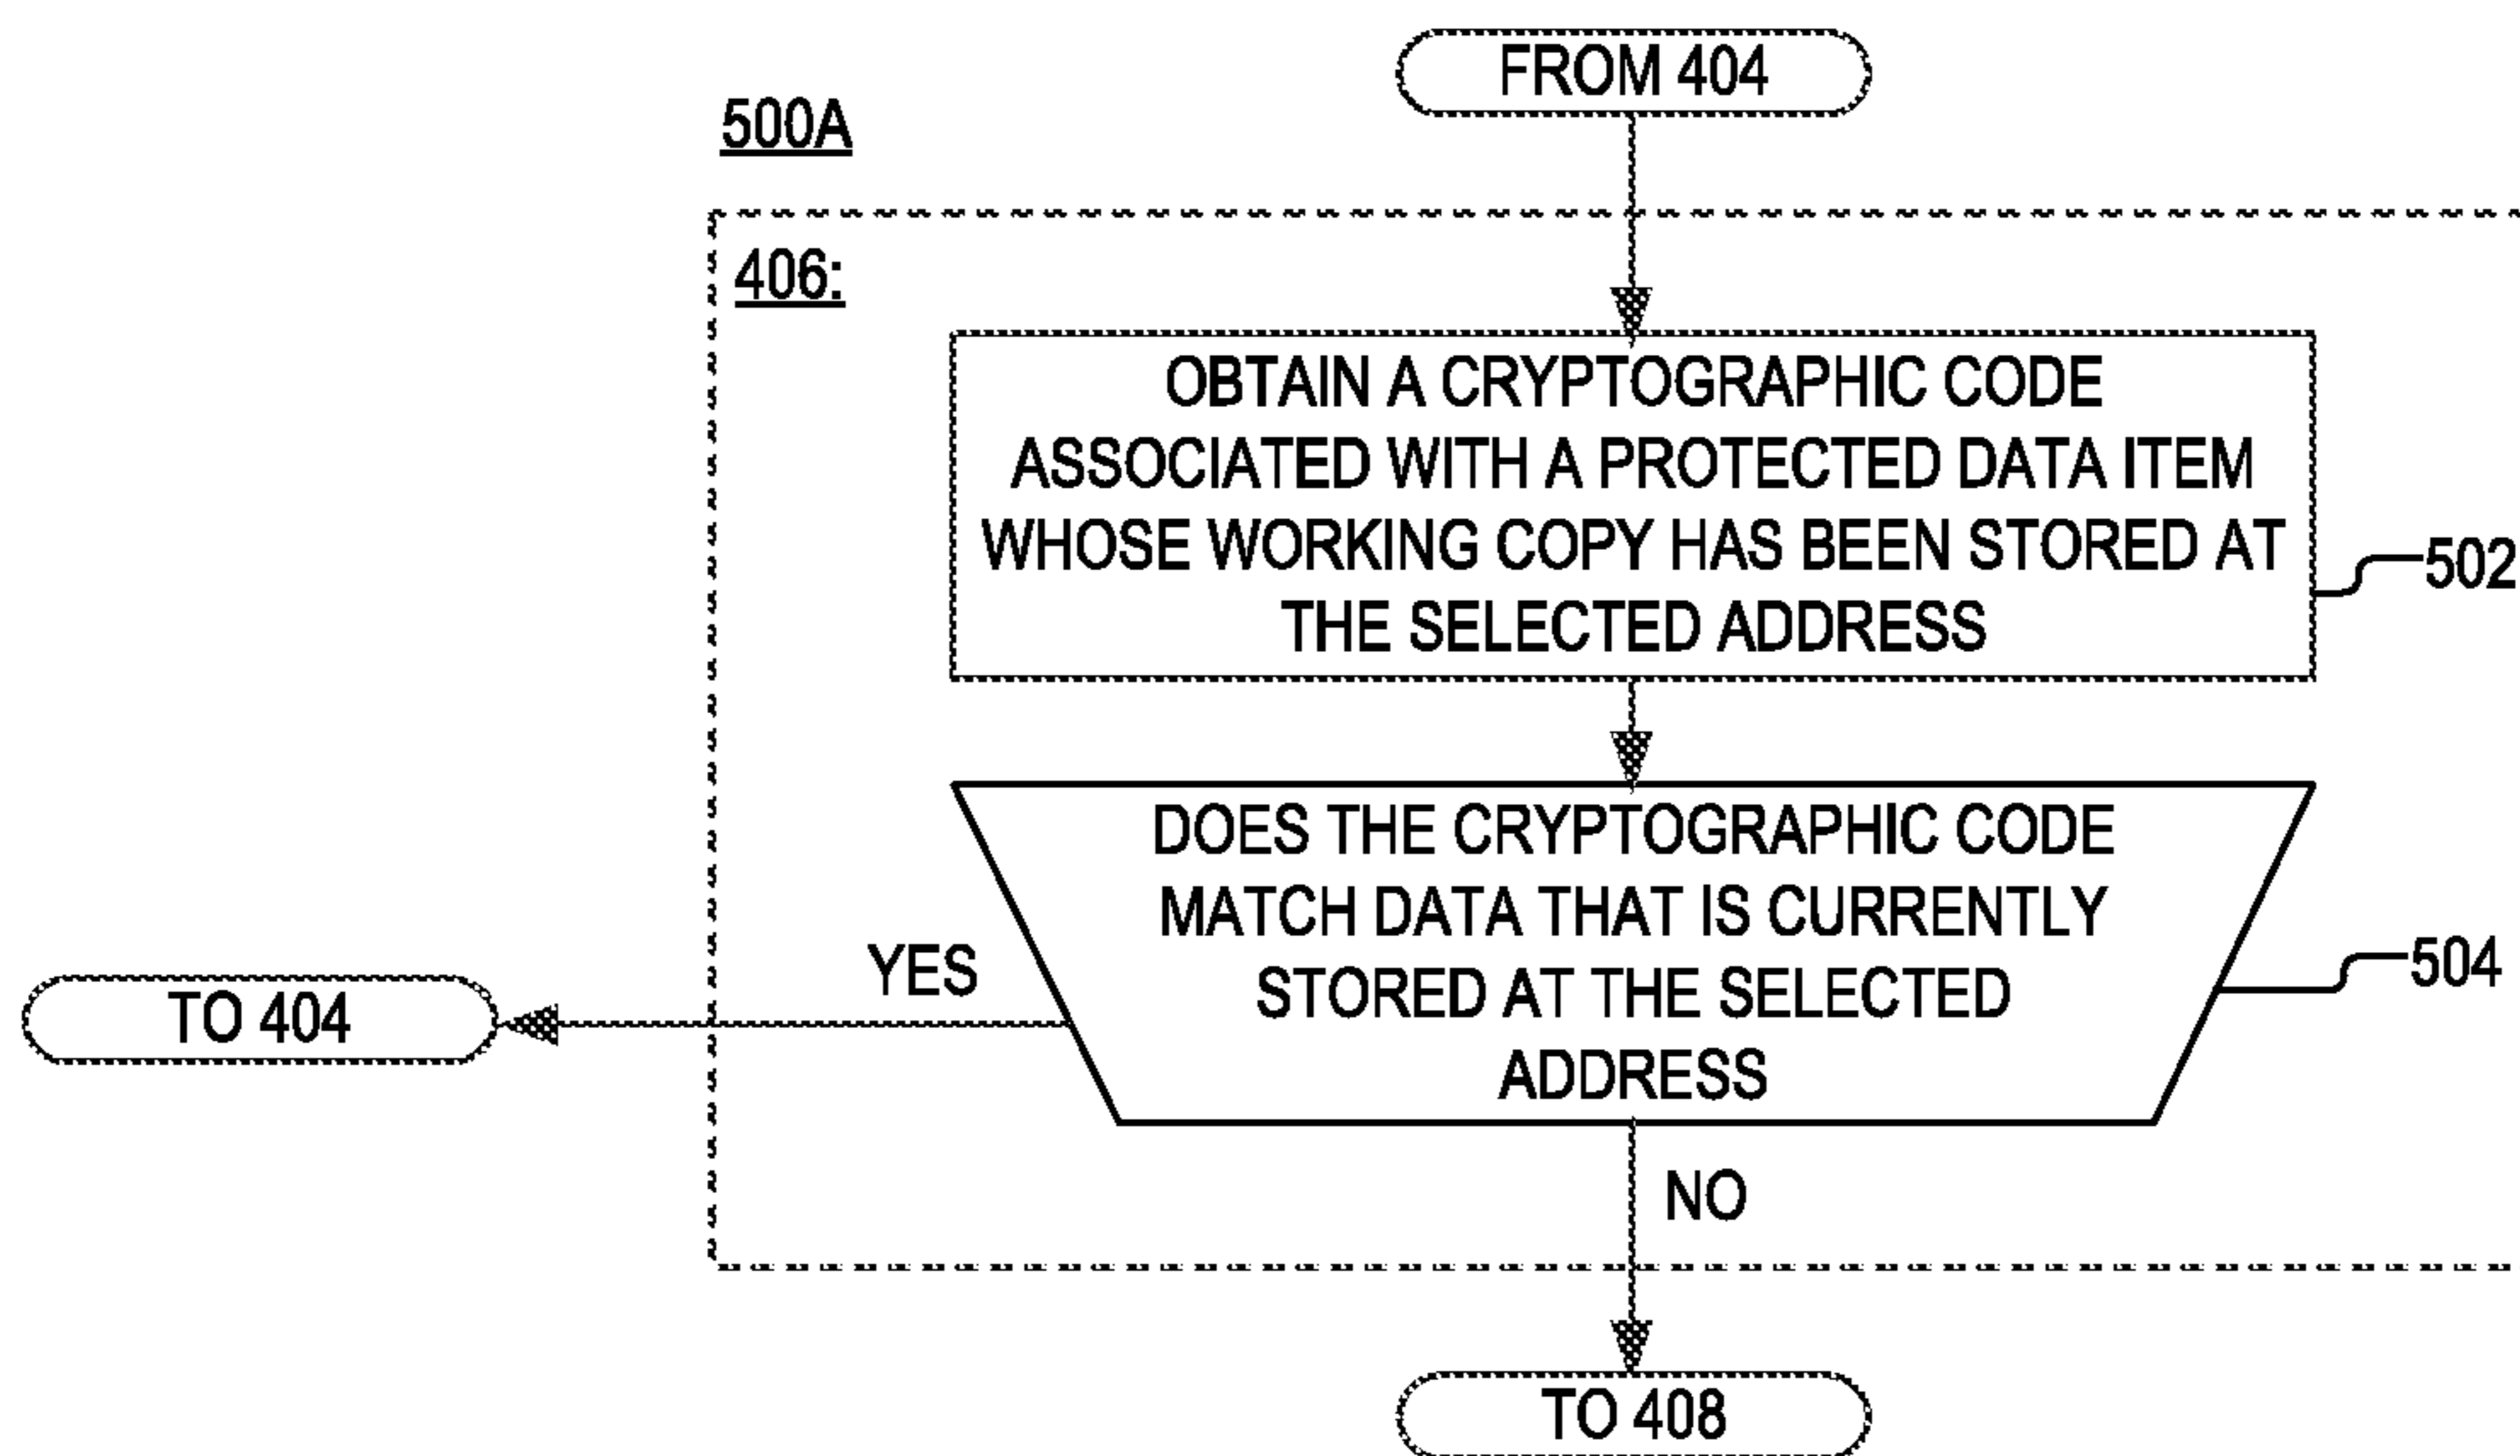 FROM 404
500A
406:
OBTAIN A CRYPTOGRAPHIC CODE
ASSOCIATED WITH A PROTECTED DATA ITEM
WHOSE WORKING COPY HAS BEEN STORED AT
THE SELECTED ADDRESS
502
DOES THE CRYPTOGRAPHIC CODE
MATCH DATA THAT IS CURRENTLY
STORED AT THE SELECTED
ADDRESS
504
YES
TO 404
NO
TO 408